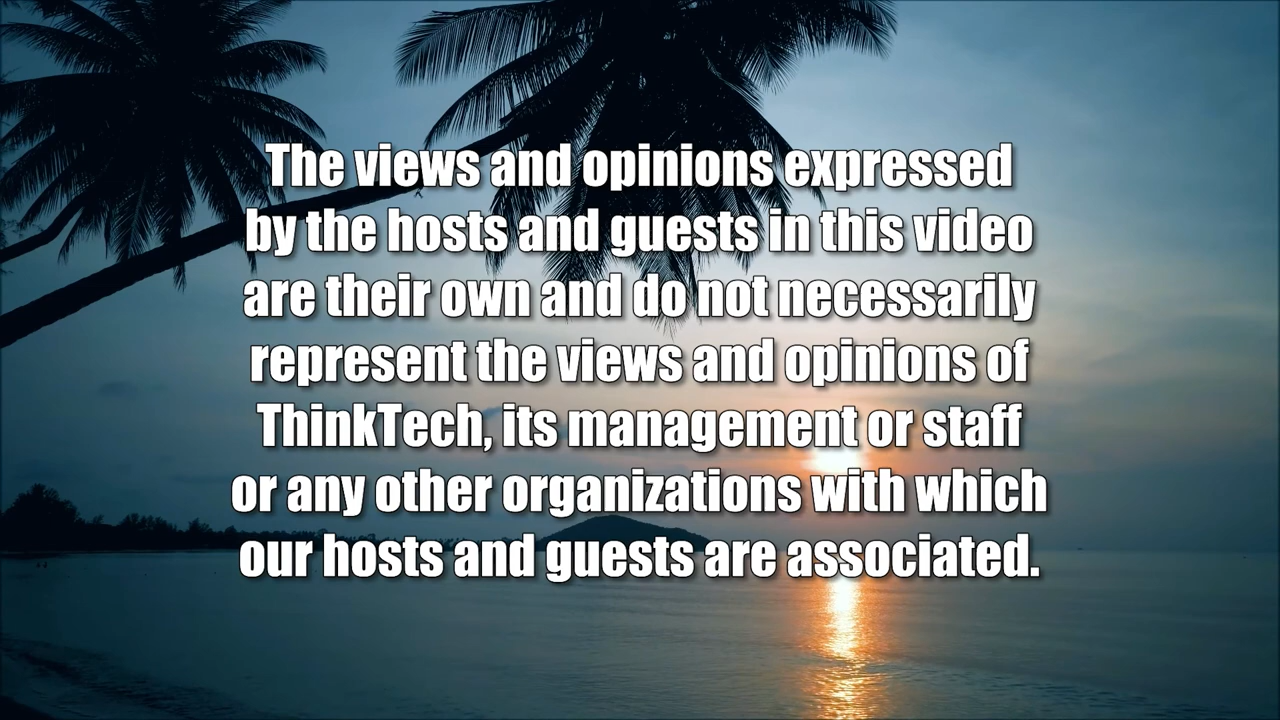 The views and opinions expressed
by the hosts and guests in this video
are their own and do not necessarily
represent the views and opinions of
ThinkTech, its management or staff
or any other organizations with which
our hosts and guests are associated.